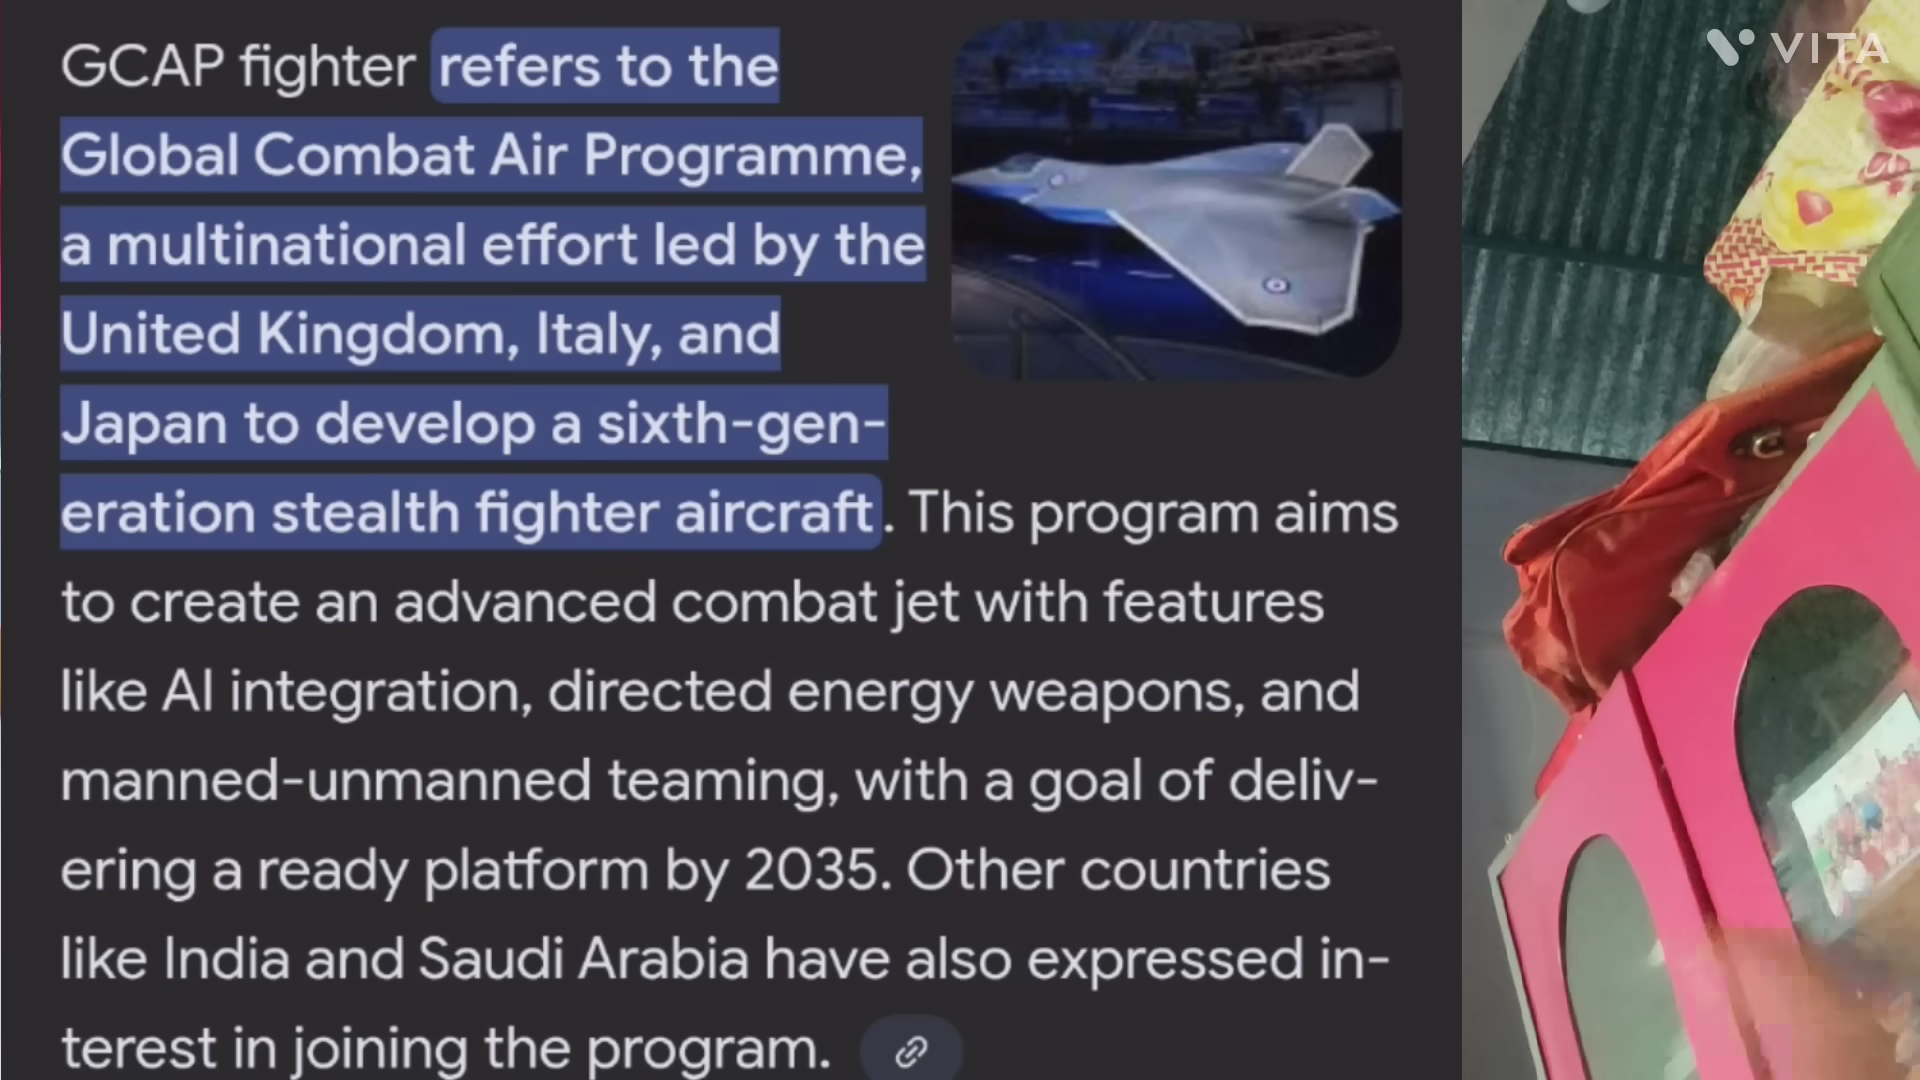 GCAP fighter refers to the
Global Combat Air Programme,
a multinational effort led by the
United Kingdom, Italy, and
Japan to develop a sixth-gen-
eration stealth fighter aircraft. This program aims
to create an advanced combat jet with features
like AI integration, directed energy weapons, and
manned-unmanned teaming, with a goal of deliv-
ering a ready platform by 2035. Other countries
like India and Saudi Arabia have also expressed in-
terest in joining the program.
VITA